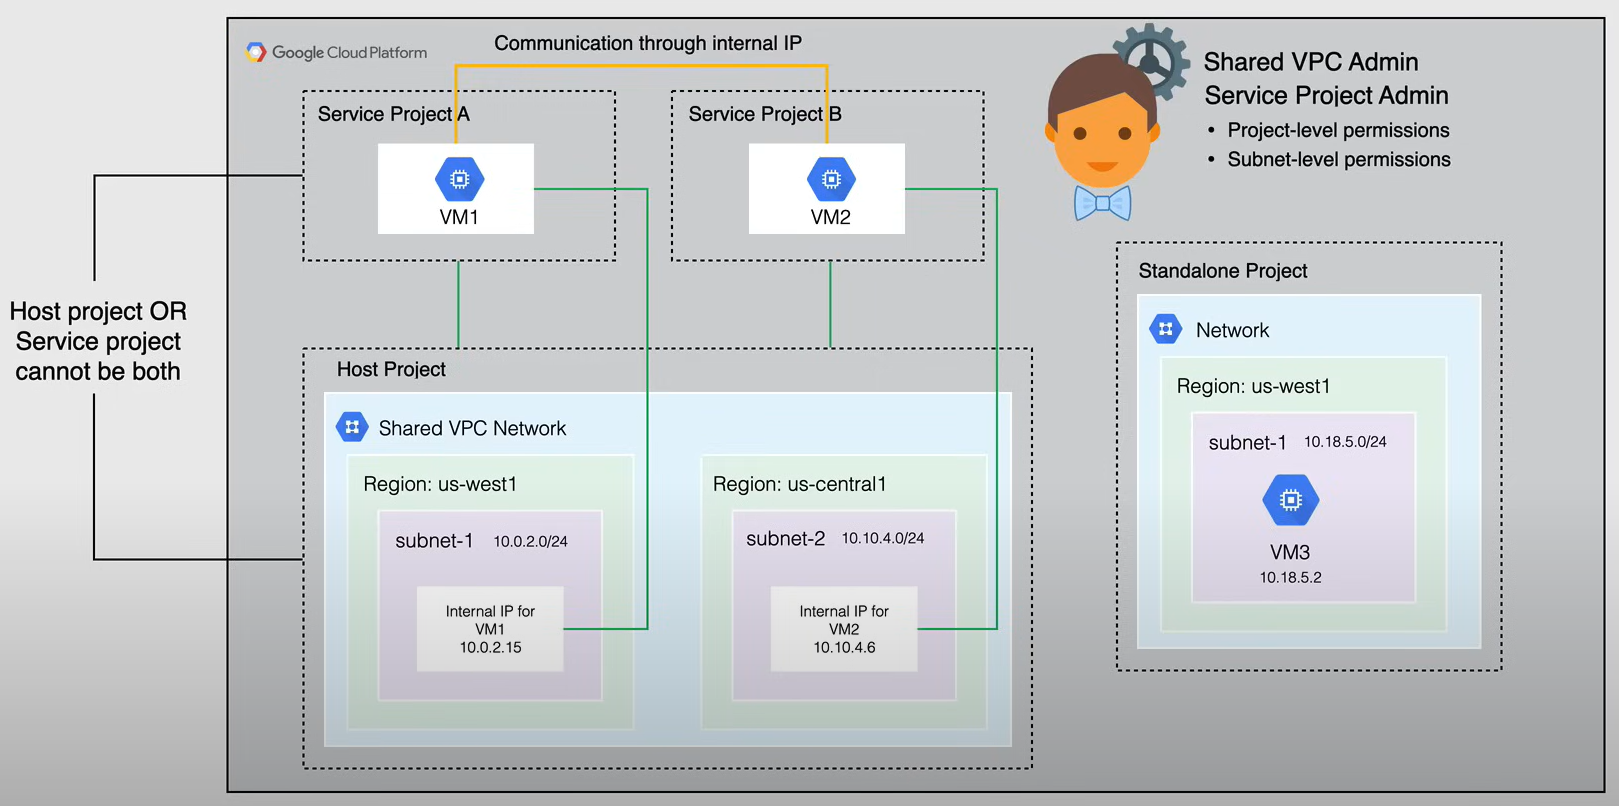 Google Cloud Platform
Communication through internal IP
Shared VPC Admin
Service Project Admin
• Project-level permissions
• Subnet-level permissions
Service Project A
VM1
Service Project B
VM2
Host project OR
Service project
cannot be both
Host Project
Shared VPC Network
Region: us-west1
subnet-1 10.0.2.0/24
Internal IP for
VM1
10.0.2.15
Region: us-central1
subnet-2 10.10.4.0/24
Internal IP for
VM2
10.10.4.6
Standalone Project
Network
Region: us-west1
subnet-1 10.18.5.0/24
VM3
10.18.5.2